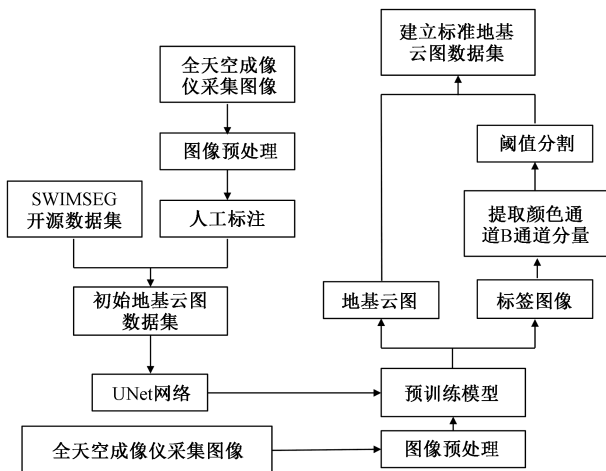 建立标准地基
云图数据集
全天空成像
仪采集图像
图像预处理
阈值分割
SWIMSEG
开源数据集
人工标注
提取颜色通
道B通道分量
初始地基云图
数据集
地基云图
标签图像
UNet网络
预训练模型
全天空成像仪采集图像
图像预处理